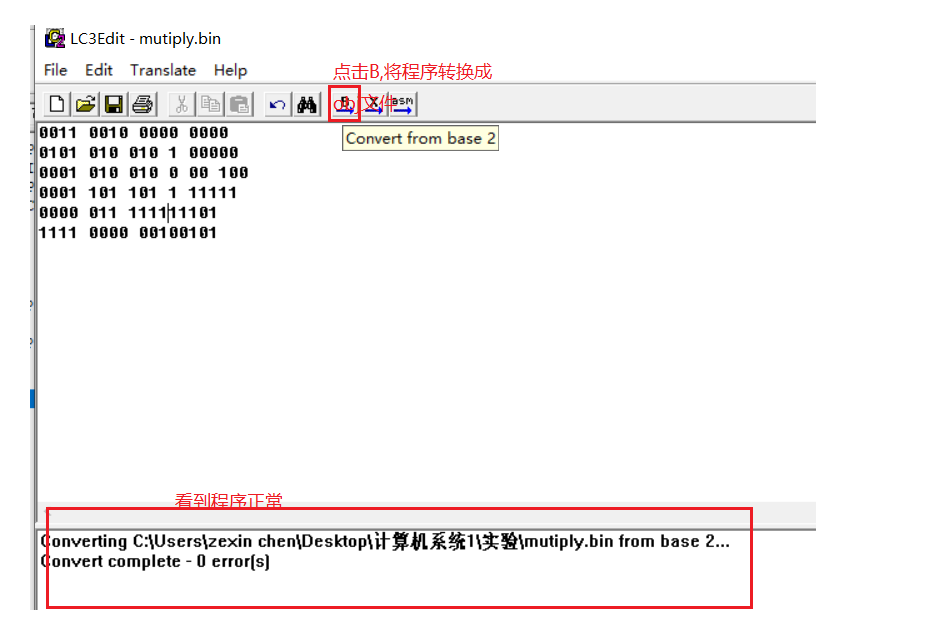 LC3Edit - mutiply.bin
File Edit Translate Help
点击B,将程序转换成
obj文件
B X asm
Convert from base 2
0011 0010 0000 0000
0101 010 010 1 00000
0001 010 010 0 00 100
0001 101 101 1 11111
0000 011 111111101
1111 0000 00100101
看到程序正常
Converting C:\Users\zexin chen\Desktop\计算机系统1\实验\mutiply.bin from base 2...
Convert complete - 0 error(s)